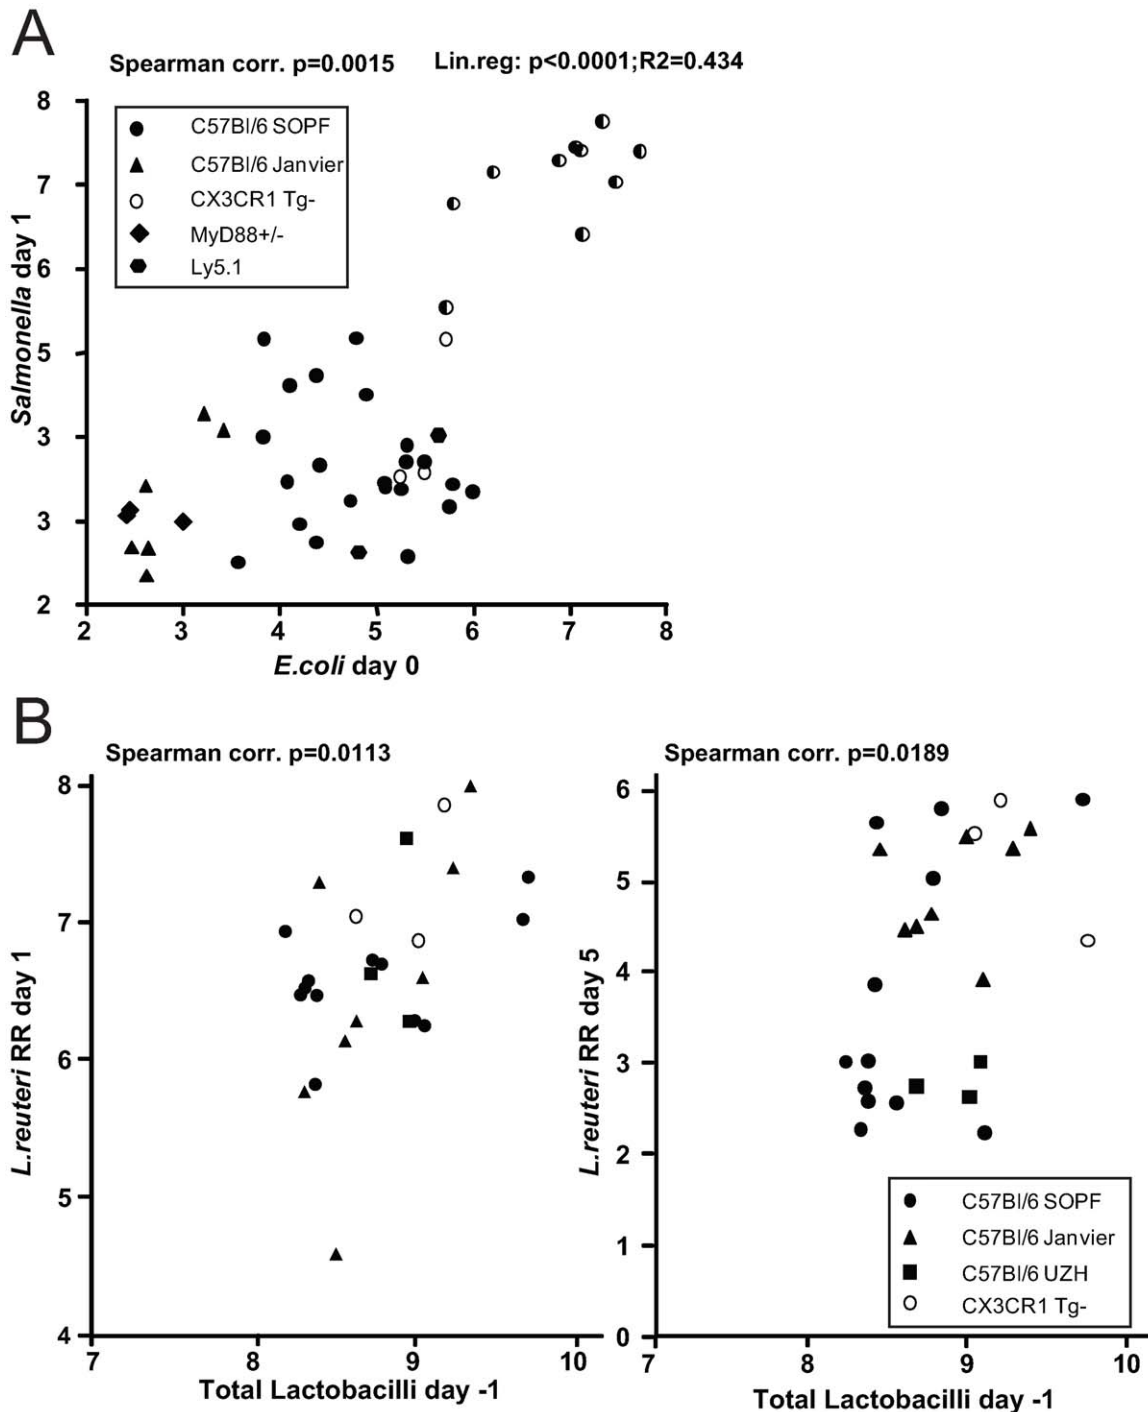 A
Spearman corr. p=0.0015 Lin.reg: p<0.0001;R2=0.434
8
7
6
5
3
3
2
Salmonella day 1
C57Bl/6 SOPF
C57Bl/6 Janvier
CX3CR1 Tg-
MyD88+/-
Ly5.1
2 3 4 5 6 7 8
E.coli day 0
B
Spearman corr. p=0.0113
8
7
6
5
4
L.reuteri RR day 1
7 8 9 10
Total Lactobacilli day -1
Spearman corr. p=0.0189
6
5
4
3
2
1
0
L.reuteri RR day 5
C57Bl/6 SOPF
C57Bl/6 Janvier
C57Bl/6 UZH
CX3CR1 Tg-
7 8 9 10
Total Lactobacilli day -1